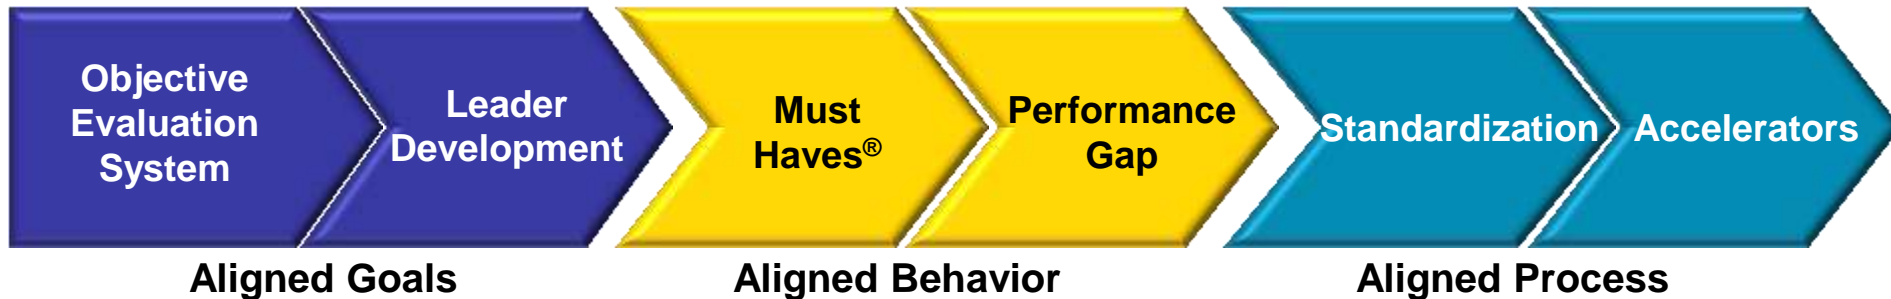 Objective
Evaluation
System
Leader
Development
Must
Haves®
Performance
Gap
Standardization
Accelerators
Aligned Goals
Aligned Behavior
Aligned Process